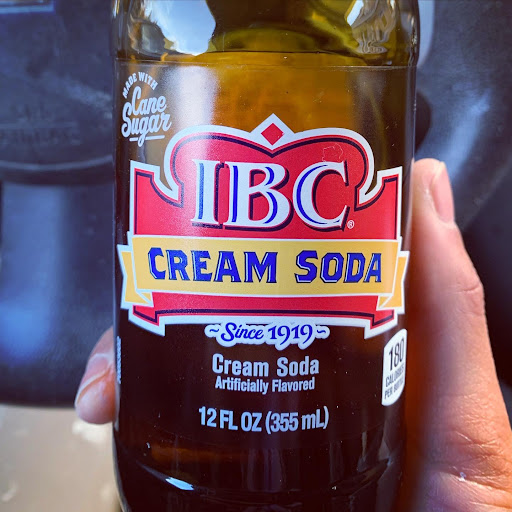 MADE WITH
Cane
Sugar
IBC®
CREAM SODA
~Since 1919~
Cream Soda
Artificially Flavored
12 FL OZ (355 mL)
180
CALORIES
PER BOTTLE